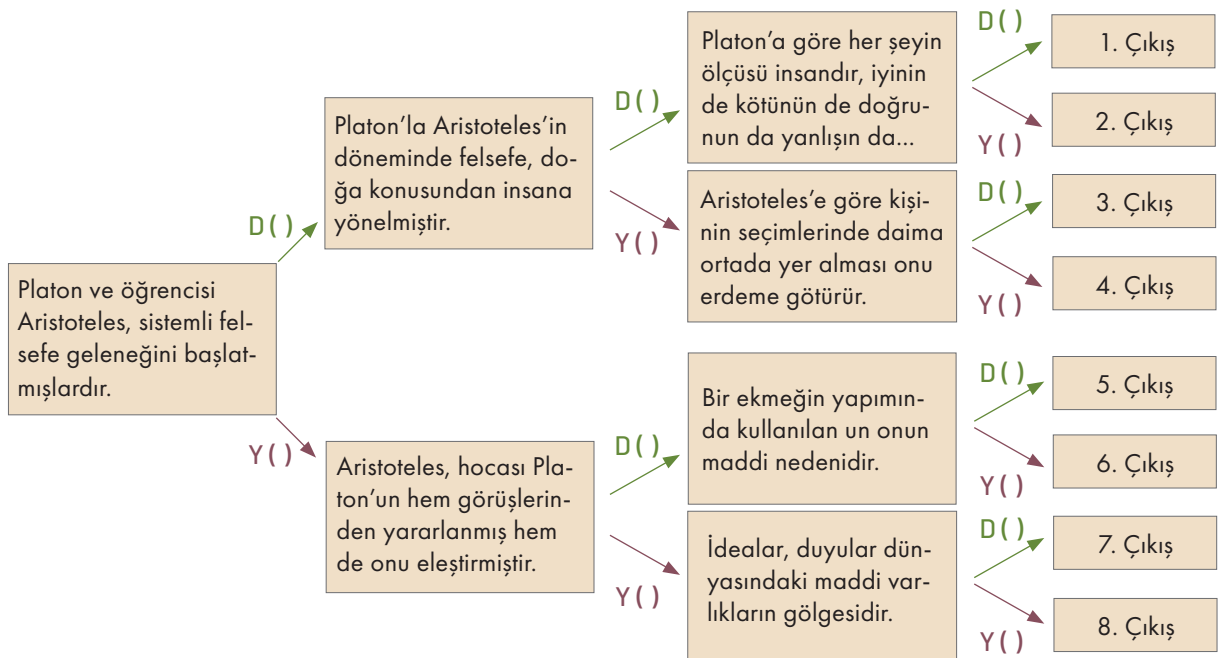 Platon ve öğrencisi
Aristoteles, sistemli fel-
sefe geleneğini başlat-
mışlardır.
D ( )
Y ( )
Platon'la Aristoteles'in
döneminde felsefe, do-
ğa konusundan insana
yönelmiştir.
D ( )
Y ( )
Aristoteles, hocası Pla-
ton'un hem görüşlerin-
den yararlanmış hem
de onu eleştirmiştir.
D ( )
Y ( )
Platon'a göre her şeyin
ölçüsü insandır, iyinin
de kötünün de doğru-
nun da yanlışın da...
D ( )
Y ( )
Aristoteles'e göre kişi-
nin seçimlerinde daima
ortada yer alması onu
erdeme götürür.
D ( )
Y ( )
Bir ekmeğin yapımın-
da kullanılan un onun
maddi nedenidir.
D ( )
Y ( )
İdealar, duyular dün-
yasındaki maddi var-
lıkların gölgesidir.
D ( )
Y ( )
1. Çıkış
2. Çıkış
3. Çıkış
4. Çıkış
5. Çıkış
6. Çıkış
7. Çıkış
8. Çıkış